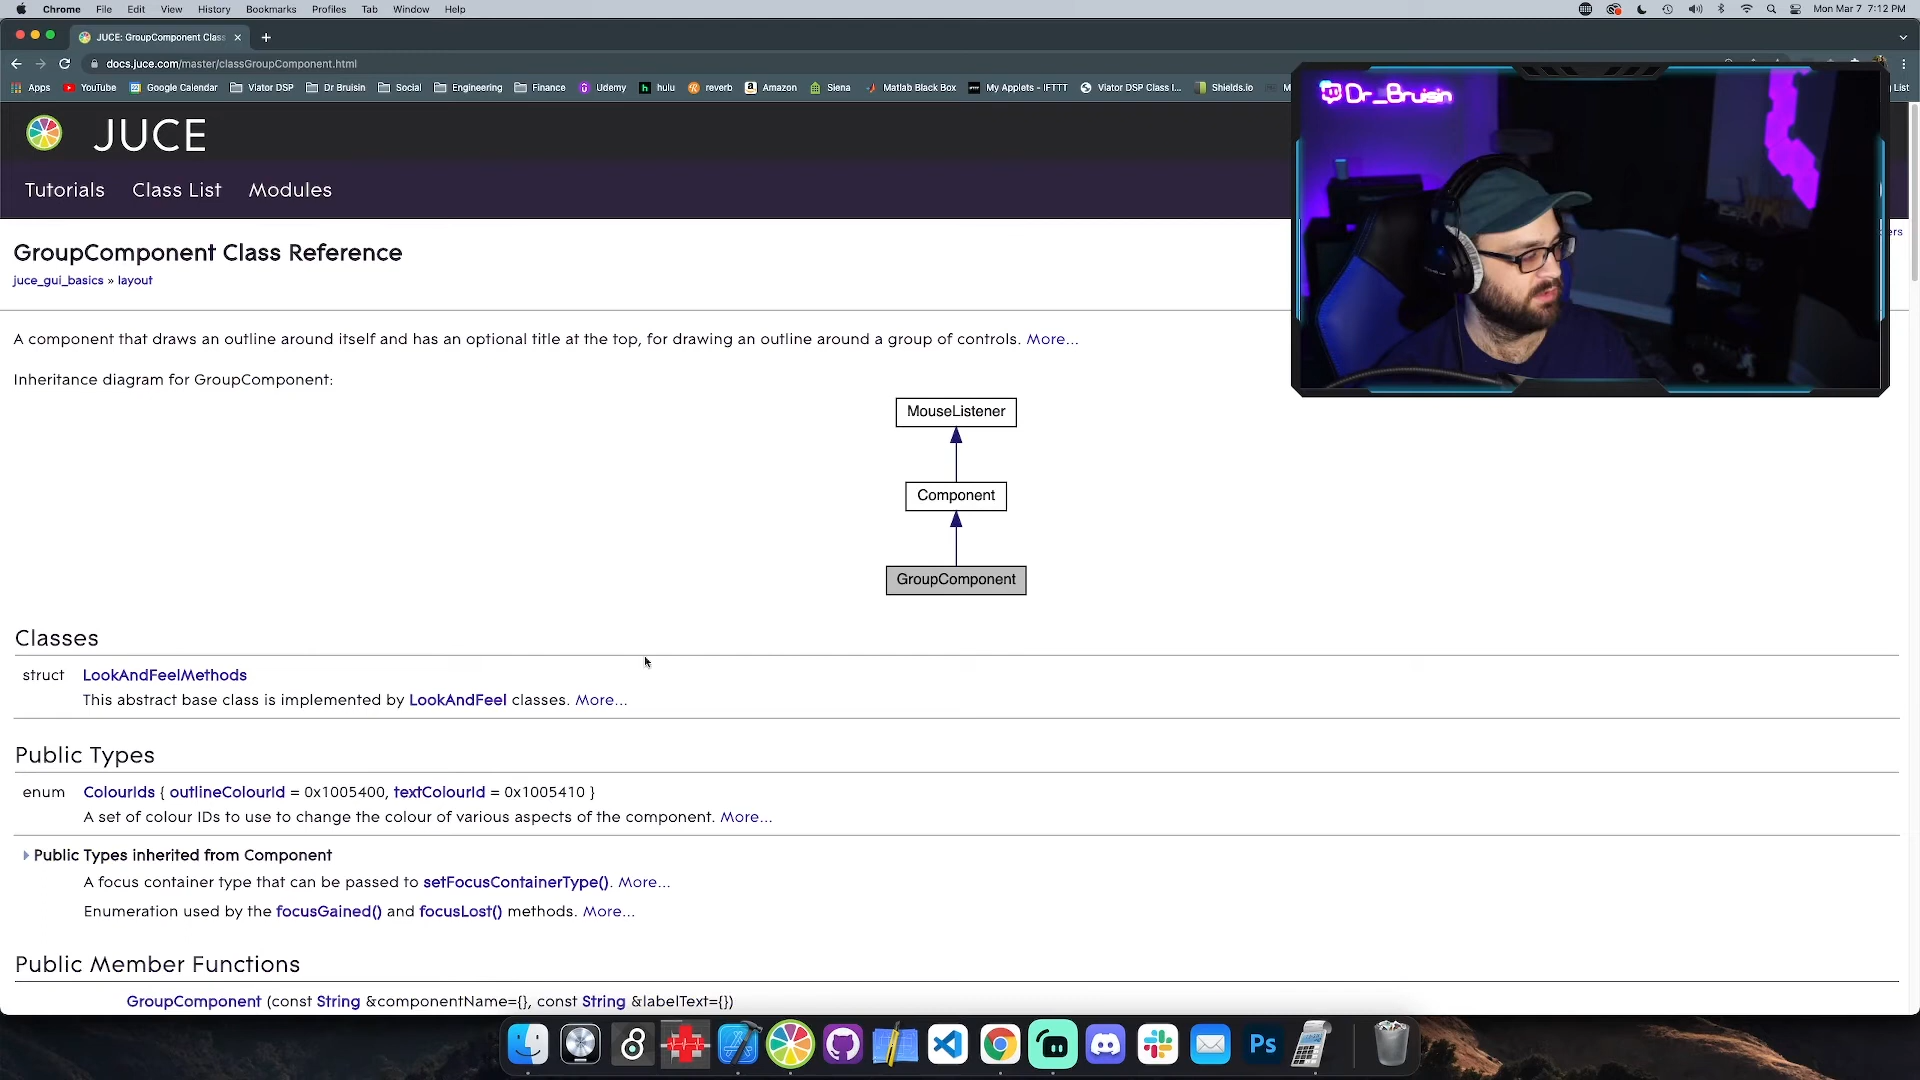 Chrome File Edit View History Bookmarks Profiles Tab Window Help Mon Mar 7 7:12 PM
JUCE: GroupComponent Class
docs.juce.com/master/classGroupComponent.html
Apps YouTube Google Calendar Viator DSP Dr Bruisin Social Engineering Finance Udemy hulu reverb Amazon Siena Matlab Black Box My Applets - IFTTT Viator DSP Class l... Shields.io List
Dr_Bruisin
JUCE
Tutorials Class List Modules
GroupComponent Class Reference
juce_gui_basics » layout
A component that draws an outline around itself and has an optional title at the top, for drawing an outline around a group of controls. More...
Inheritance diagram for GroupComponent:
MouseListener
Component
GroupComponent
Classes
struct LookAndFeelMethods
This abstract base class is implemented by LookAndFeel classes. More...
Public Types
enum ColourIds { outlineColourId = 0x1005400, textColourId = 0x1005410 }
A set of colour IDs to use to change the colour of various aspects of the component. More...
Public Types inherited from Component
A focus container type that can be passed to setFocusContainerType(). More...
Enumeration used by the focusGained() and focusLost() methods. More...
Public Member Functions
GroupComponent (const String &componentName={}, const String &labelText={})
Ps